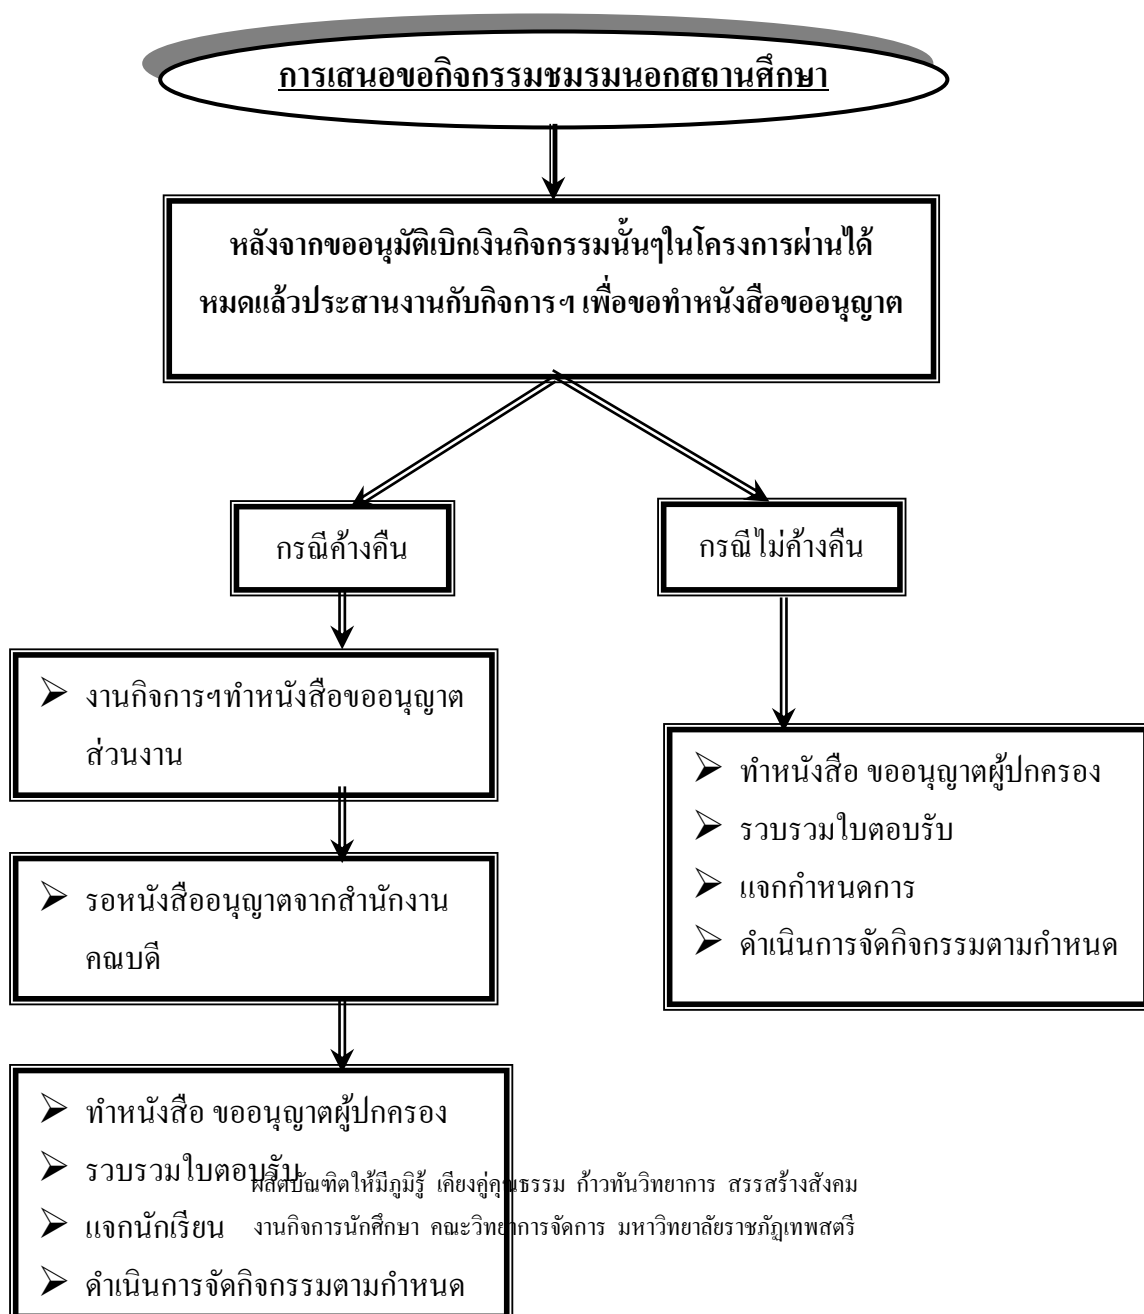 การเสนอขอกิจกรรมชมรมนอกสถานศึกษา
หลังจากขออนุมัติเบิกเงินกิจกรรมนั้นๆในโครงการผ่านได้
หมดแล้วประสานงานกับกิจการฯ เพื่อขอทำหนังสือขออนุญาต
กรณีค้างคืน
กรณีไม่ค้างคืน
งานกิจการฯทำหนังสือขออนุญาต
ส่วนงาน
รอหนังสืออนุญาตจากสำนักงาน
คณบดี
ทำหนังสือ ขออนุญาตผู้ปกครอง
รวบรวมใบตอบรับ
แจกนักเรียน
ดำเนินการจัดกิจกรรมตามกำหนด
ทำหนังสือ ขออนุญาตผู้ปกครอง
รวบรวมใบตอบรับ
แจกกำหนดการ
ดำเนินการจัดกิจกรรมตามกำหนด
ผลิตบัณฑิตให้มีภูมิรู้ เคียงคู่คุณธรรม ก้าวทันวิทยาการ สรรสร้างสังคม
งานกิจการนักศึกษา คณะวิทยาการจัดการ มหาวิทยาลัยราชภัฏเทพสตรี